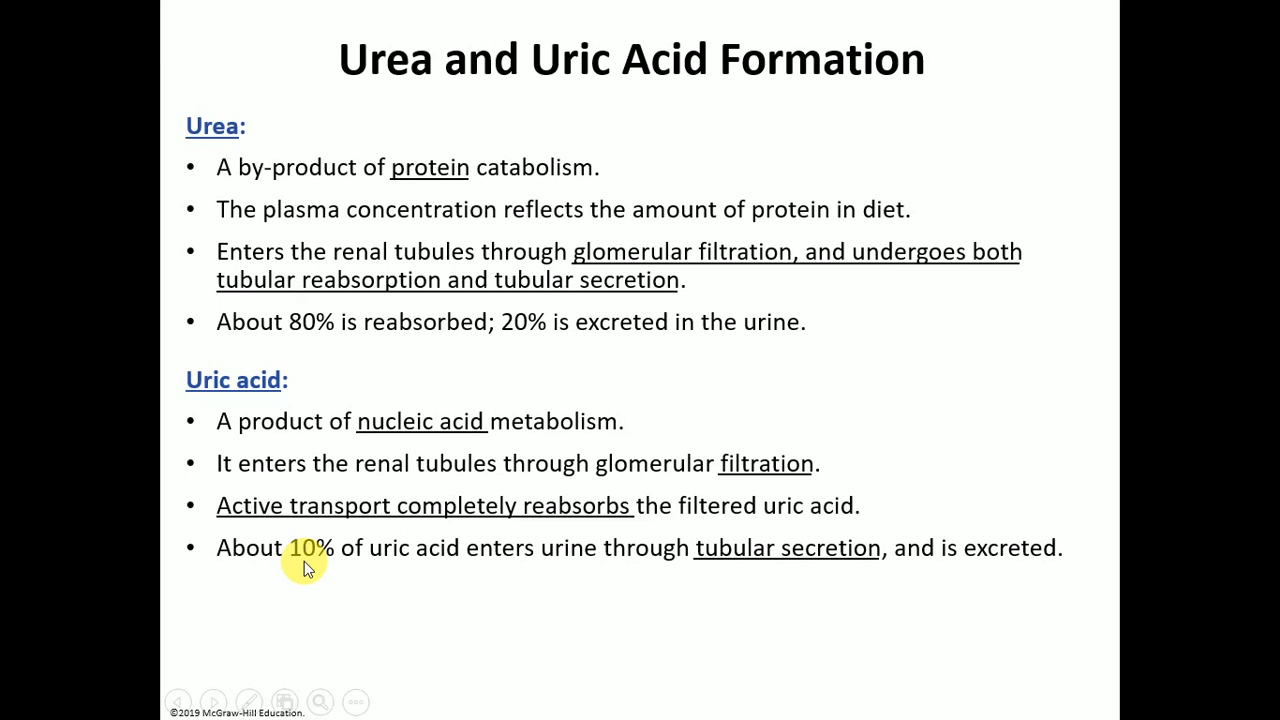 Urea and Uric Acid Formation
Urea:
• A by-product of protein catabolism.
• The plasma concentration reflects the amount of protein in diet.
• Enters the renal tubules through glomerular filtration, and undergoes both
tubular reabsorption and tubular secretion.
• About 80% is reabsorbed; 20% is excreted in the urine.
Uric acid:
• A product of nucleic acid metabolism.
• It enters the renal tubules through glomerular filtration.
• Active transport completely reabsorbs the filtered uric acid.
• About 10% of uric acid enters urine through tubular secretion, and is excreted.
©2019 McGraw-Hill Education.